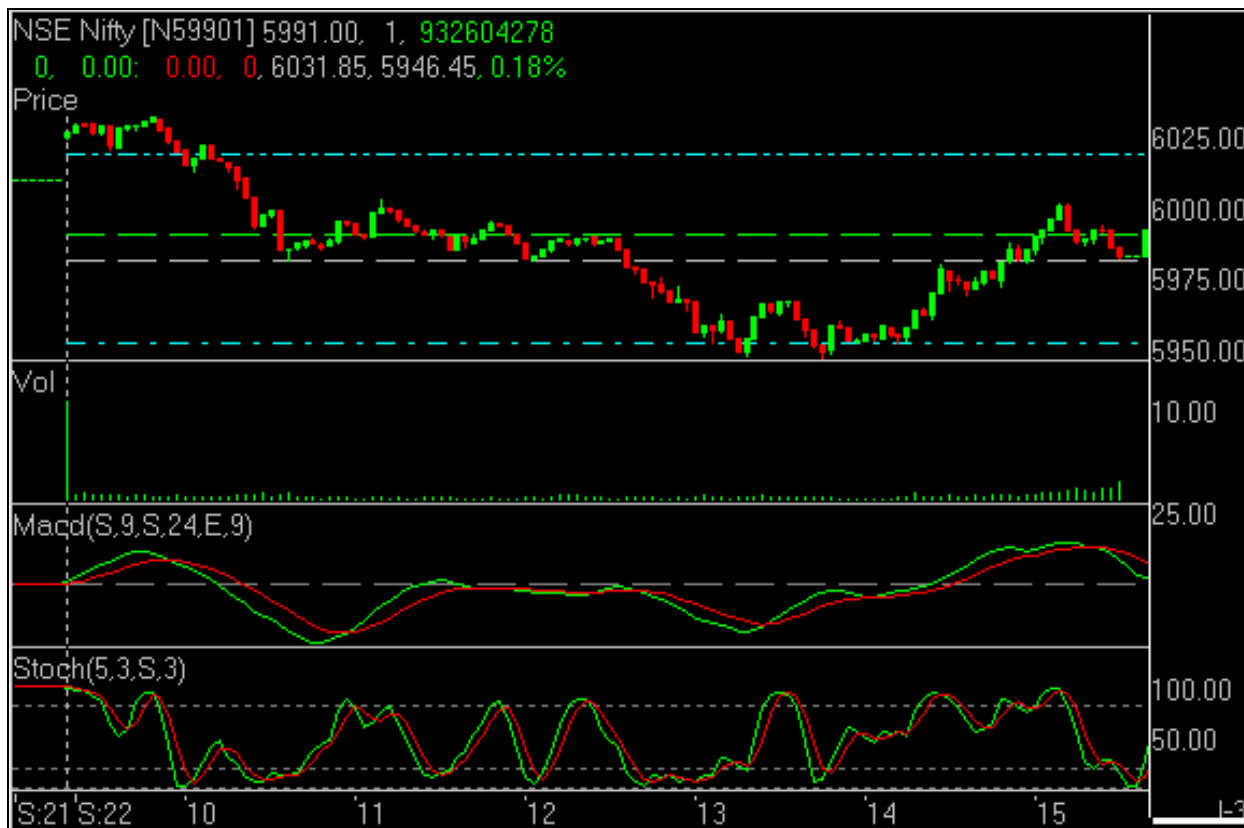 NSE Nifty [N59901] 5991.00, 1, 932604278
0, 0.00: 0.00, 0, 6031.85, 5946.45, 0.18%
Price
6025.00
6000.00
5975.00
5950.00
Vol
10.00
25.00
Macd(S,9,S,24,E,9)
Stoch(5,3,S,3)
100.00
50.00
S:21 S:22 10 11 12 13 14 15